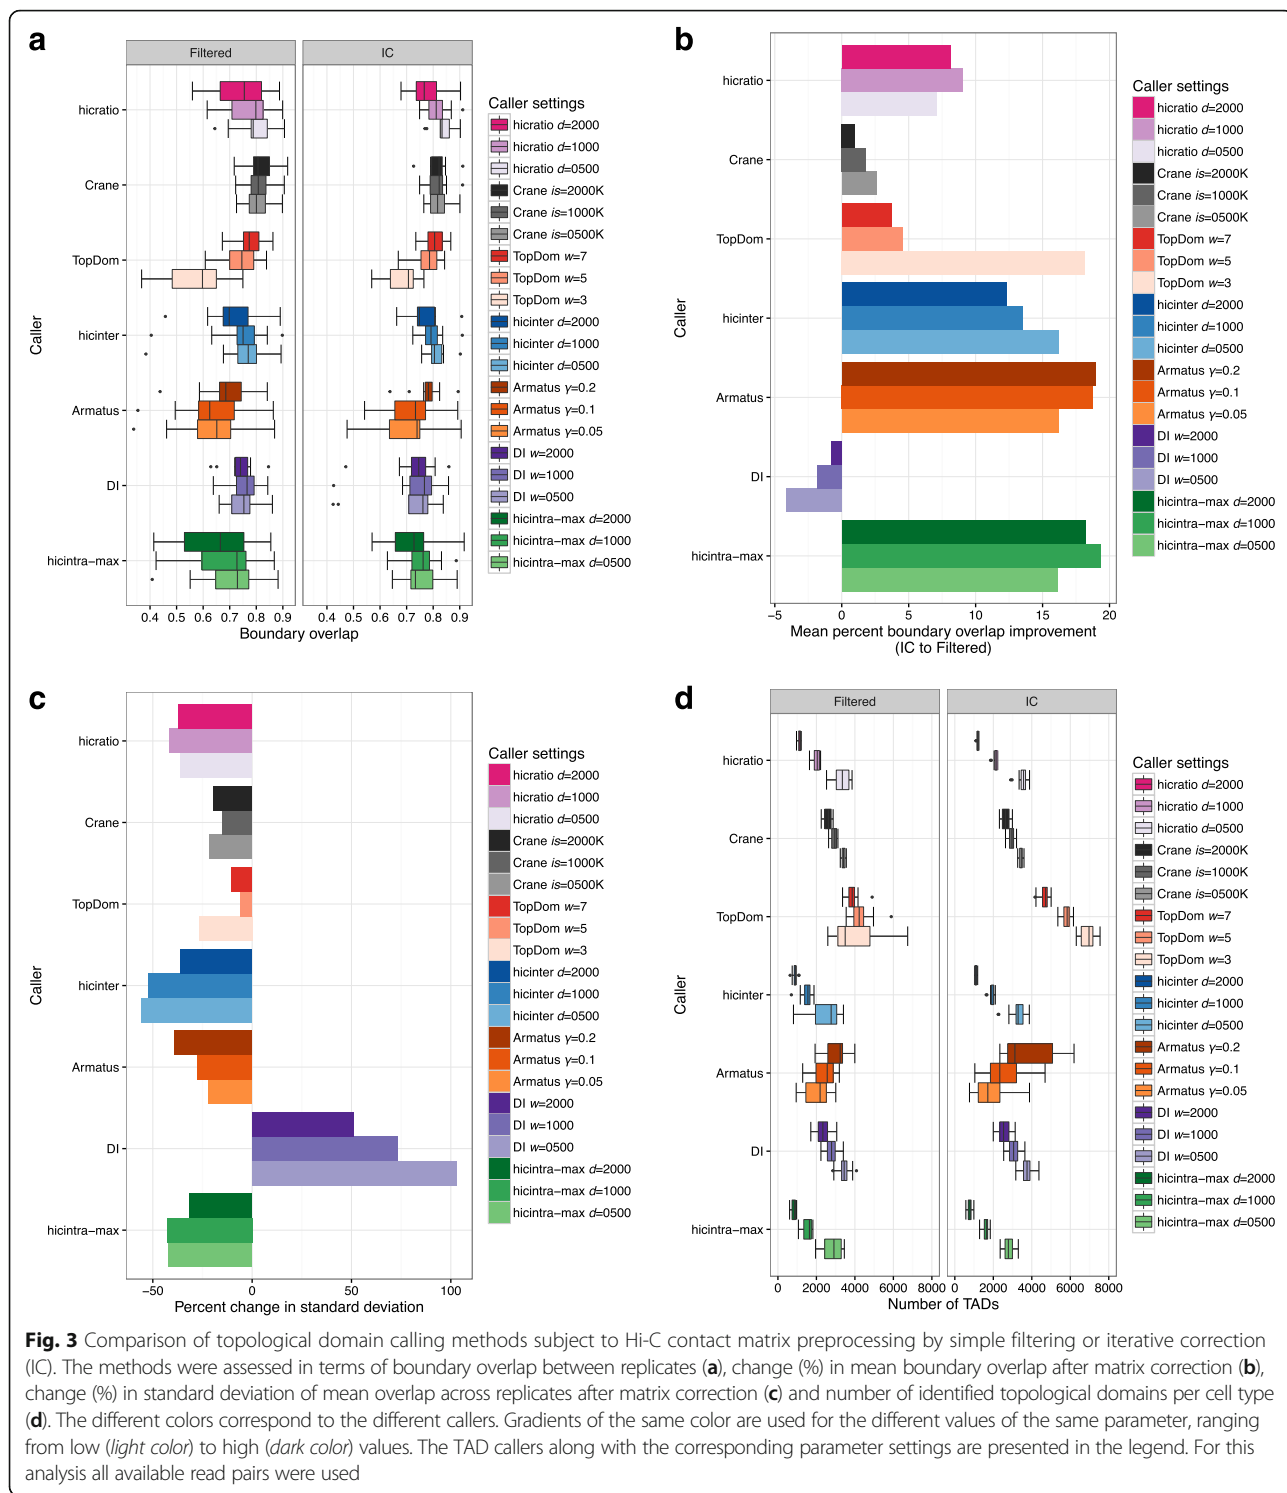 a
Filtered
IC
hicratio
Crane
TopDom
hicinter
Armatus
DI
hicintra−max
Caller
0.4 0.5 0.6 0.7 0.8 0.9
0.4 0.5 0.6 0.7 0.8 0.9
Boundary overlap
Caller settings
hicratio d=2000
hicratio d=1000
hicratio d=0500
Crane is=2000K
Crane is=1000K
Crane is=0500K
TopDom w=7
TopDom w=5
TopDom w=3
hicinter d=2000
hicinter d=1000
hicinter d=0500
Armatus γ=0.2
Armatus γ=0.1
Armatus γ=0.05
DI w=2000
DI w=1000
DI w=0500
hicintra−max d=2000
hicintra−max d=1000
hicintra−max d=0500
b
hicratio
Crane
TopDom
hicinter
Armatus
DI
hicintra−max
Caller
−5 0 5 10 15 20
Mean percent boundary overlap improvement
(IC to Filtered)
Caller settings
hicratio d=2000
hicratio d=1000
hicratio d=0500
Crane is=2000K
Crane is=1000K
Crane is=0500K
TopDom w=7
TopDom w=5
TopDom w=3
hicinter d=2000
hicinter d=1000
hicinter d=0500
Armatus γ=0.2
Armatus γ=0.1
Armatus γ=0.05
DI w=2000
DI w=1000
DI w=0500
hicintra−max d=2000
hicintra−max d=1000
hicintra−max d=0500
c
hicratio
Crane
TopDom
hicinter
Armatus
DI
hicintra−max
Caller
−50 0 50 100
Percent change in standard deviation
Caller settings
hicratio d=2000
hicratio d=1000
hicratio d=0500
Crane is=2000K
Crane is=1000K
Crane is=0500K
TopDom w=7
TopDom w=5
TopDom w=3
hicinter d=2000
hicinter d=1000
hicinter d=0500
Armatus γ=0.2
Armatus γ=0.1
Armatus γ=0.05
DI w=2000
DI w=1000
DI w=0500
hicintra−max d=2000
hicintra−max d=1000
hicintra−max d=0500
d
Filtered
IC
hicratio
Crane
TopDom
hicinter
Armatus
DI
hicintra−max
Caller
0 2000 4000 6000 8000
0 2000 4000 6000 8000
Number of TADs
Caller settings
hicratio d=2000
hicratio d=1000
hicratio d=0500
Crane is=2000K
Crane is=1000K
Crane is=0500K
TopDom w=7
TopDom w=5
TopDom w=3
hicinter d=2000
hicinter d=1000
hicinter d=0500
Armatus γ=0.2
Armatus γ=0.1
Armatus γ=0.05
DI w=2000
DI w=1000
DI w=0500
hicintra−max d=2000
hicintra−max d=1000
hicintra−max d=0500
Fig. 3 Comparison of topological domain calling methods subject to Hi-C contact matrix preprocessing by simple filtering or iterative correction
(IC). The methods were assessed in terms of boundary overlap between replicates (a), change (%) in mean boundary overlap after matrix correction (b),
change (%) in standard deviation of mean overlap across replicates after matrix correction (c) and number of identified topological domains per cell type
(d). The different colors correspond to the different callers. Gradients of the same color are used for the different values of the same parameter, ranging
from low (light color) to high (dark color) values. The TAD callers along with the corresponding parameter settings are presented in the legend. For this
analysis all available read pairs were used